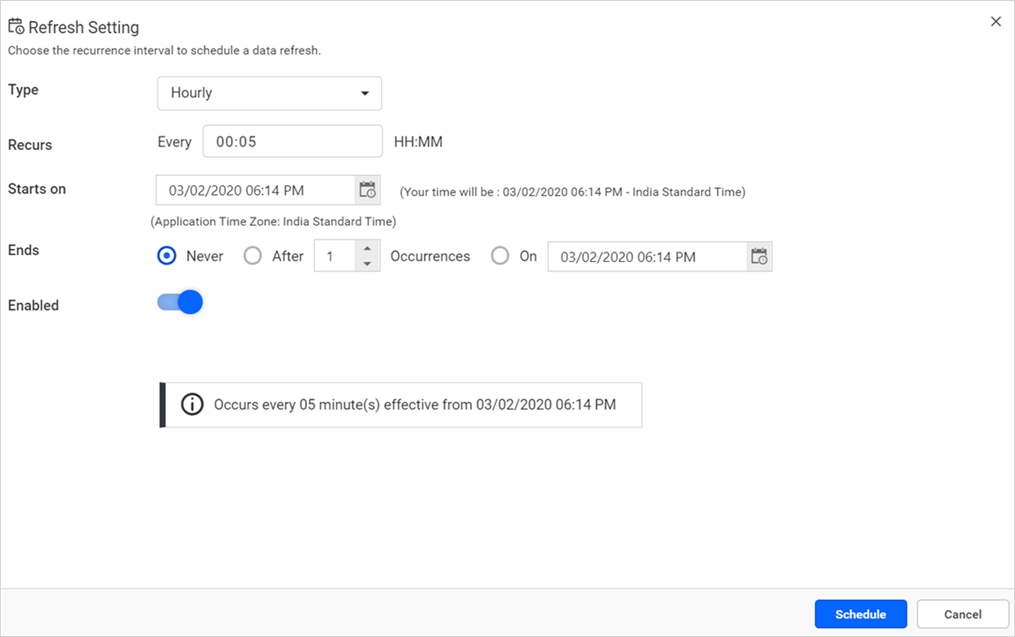 Refresh Setting
Choose the recurrence interval to schedule a data refresh.
Type Hourly
Recurs Every 00:05 HH:MM
Starts on 03/02/2020 06:14 PM (Your time will be : 03/02/2020 06:14 PM - India Standard Time)
(Application Time Zone: India Standard Time)
Ends Never After 1 Occurrences On 03/02/2020 06:14 PM
Enabled
Occurs every 05 minute(s) effective from 03/02/2020 06:14 PM
Schedule Cancel